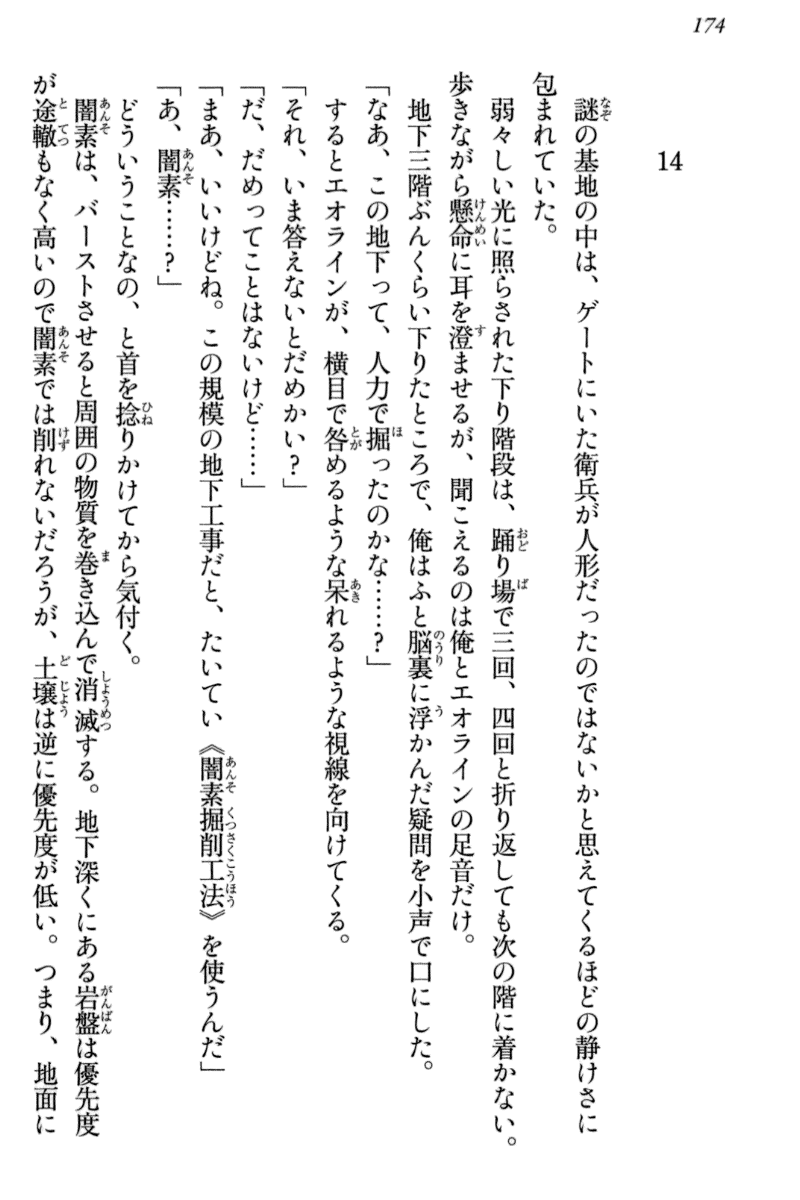 174
14
謎の基地の中は、ゲートにいた衛兵が人形だったのではないかと思えてくるほどの静けさに
包まれていた。
弱々しい光に照らされた下り階段は、踊り場で三回、四回と折り返しても次の階に着かない。
歩きながら懸命に耳を澄ませるが、聞こえるのは俺とエオラインの足音だけ。
地下三階ぶんくらい下りたところで、俺はふと脳裏に浮かんだ疑問を小声で口にした。
「なあ、この地下って、人力で掘ったのかな……？」
するとエオラインが、横目で咎めるような呆れるような視線を向けてくる。
「それ、いま答えないとだめかい？」
「だ、だめってことはないけど……」
「まあ、いいけどね。この規模の地下工事だと、たいてい《闇素掘削工法》を使うんだ」
「あ、闇素……？」
どういうことなの、と首を捻りかけてから気付く。
闇素は、バーストさせると周囲の物質を巻き込んで消滅する。地下深くにある岩盤は優先度
が途轍もなく高いので闇素では削れないだろうが、土壌は逆に優先度が低い。つまり、地面に